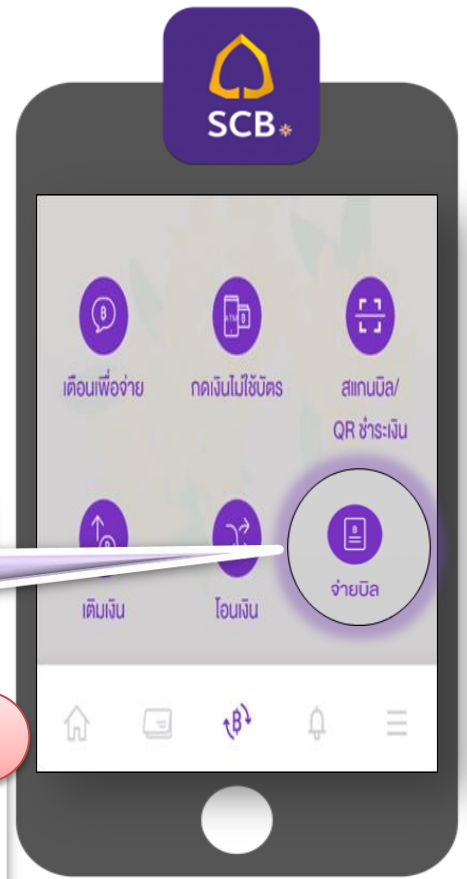 SCB
เตือนเพื่อจ่าย
กดเงินไม่ใช้บัตร
สแกนบิล/
QR ชำระเงิน
เติมเงิน
โอนเงิน
จ่ายบิล